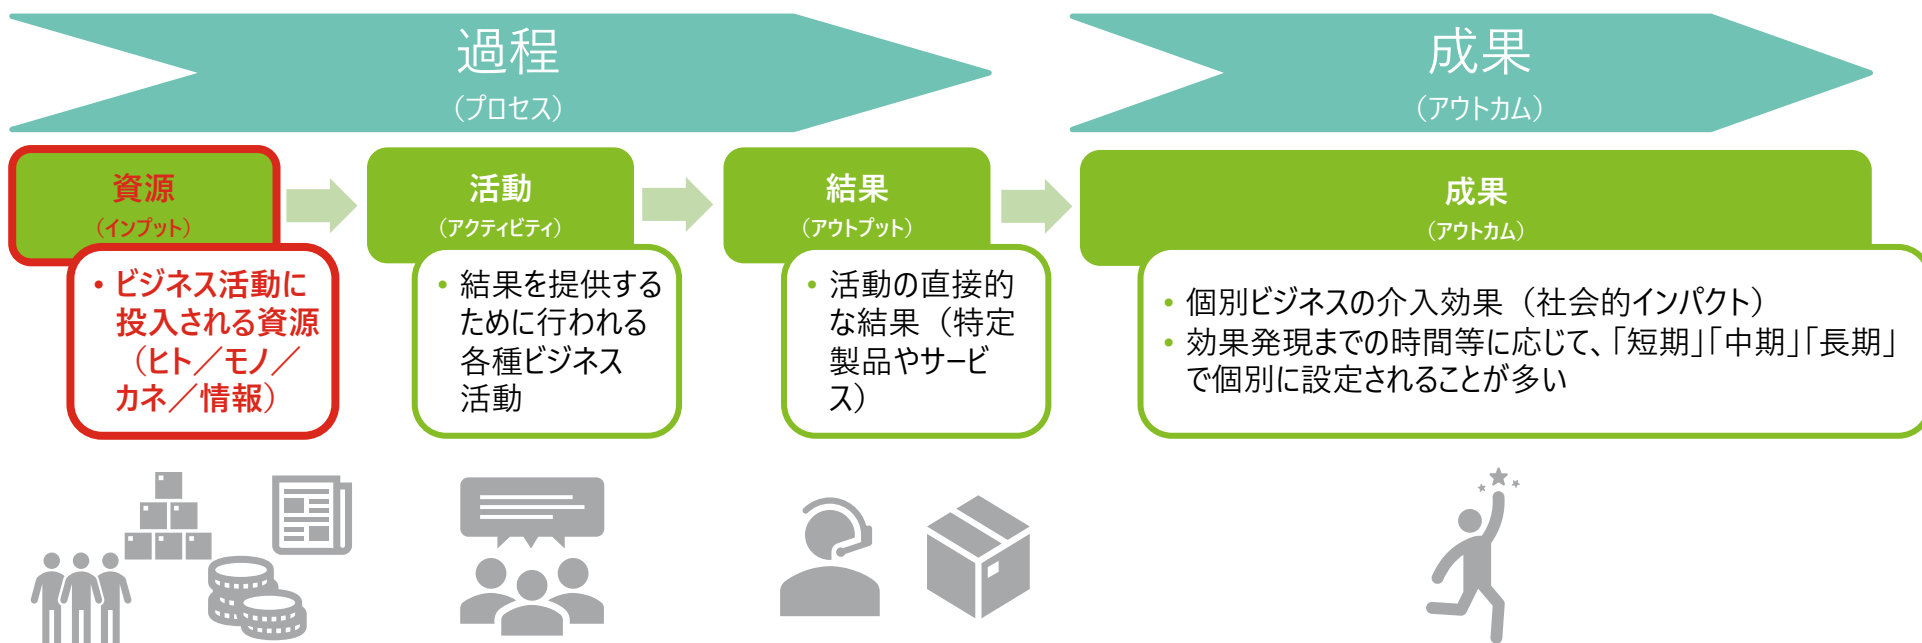 過程
（プロセス）
成果
（アウトカム）
資源
（インプット）
・ビジネス活動に
投入される資源
（ヒト／モノ／
カネ／情報）
活動
（アクティビティ）
・結果を提供する
ために行われる
各種ビジネス
活動
結果
（アウトプット）
・活動の直接的
な結果（特定
製品やサービ
ス）
成果
（アウトカム）
・個別ビジネスの介入効果（社会的インパクト）
・効果発現までの時間等に応じて、「短期」「中期」「長期」
で個別に設定されることが多い